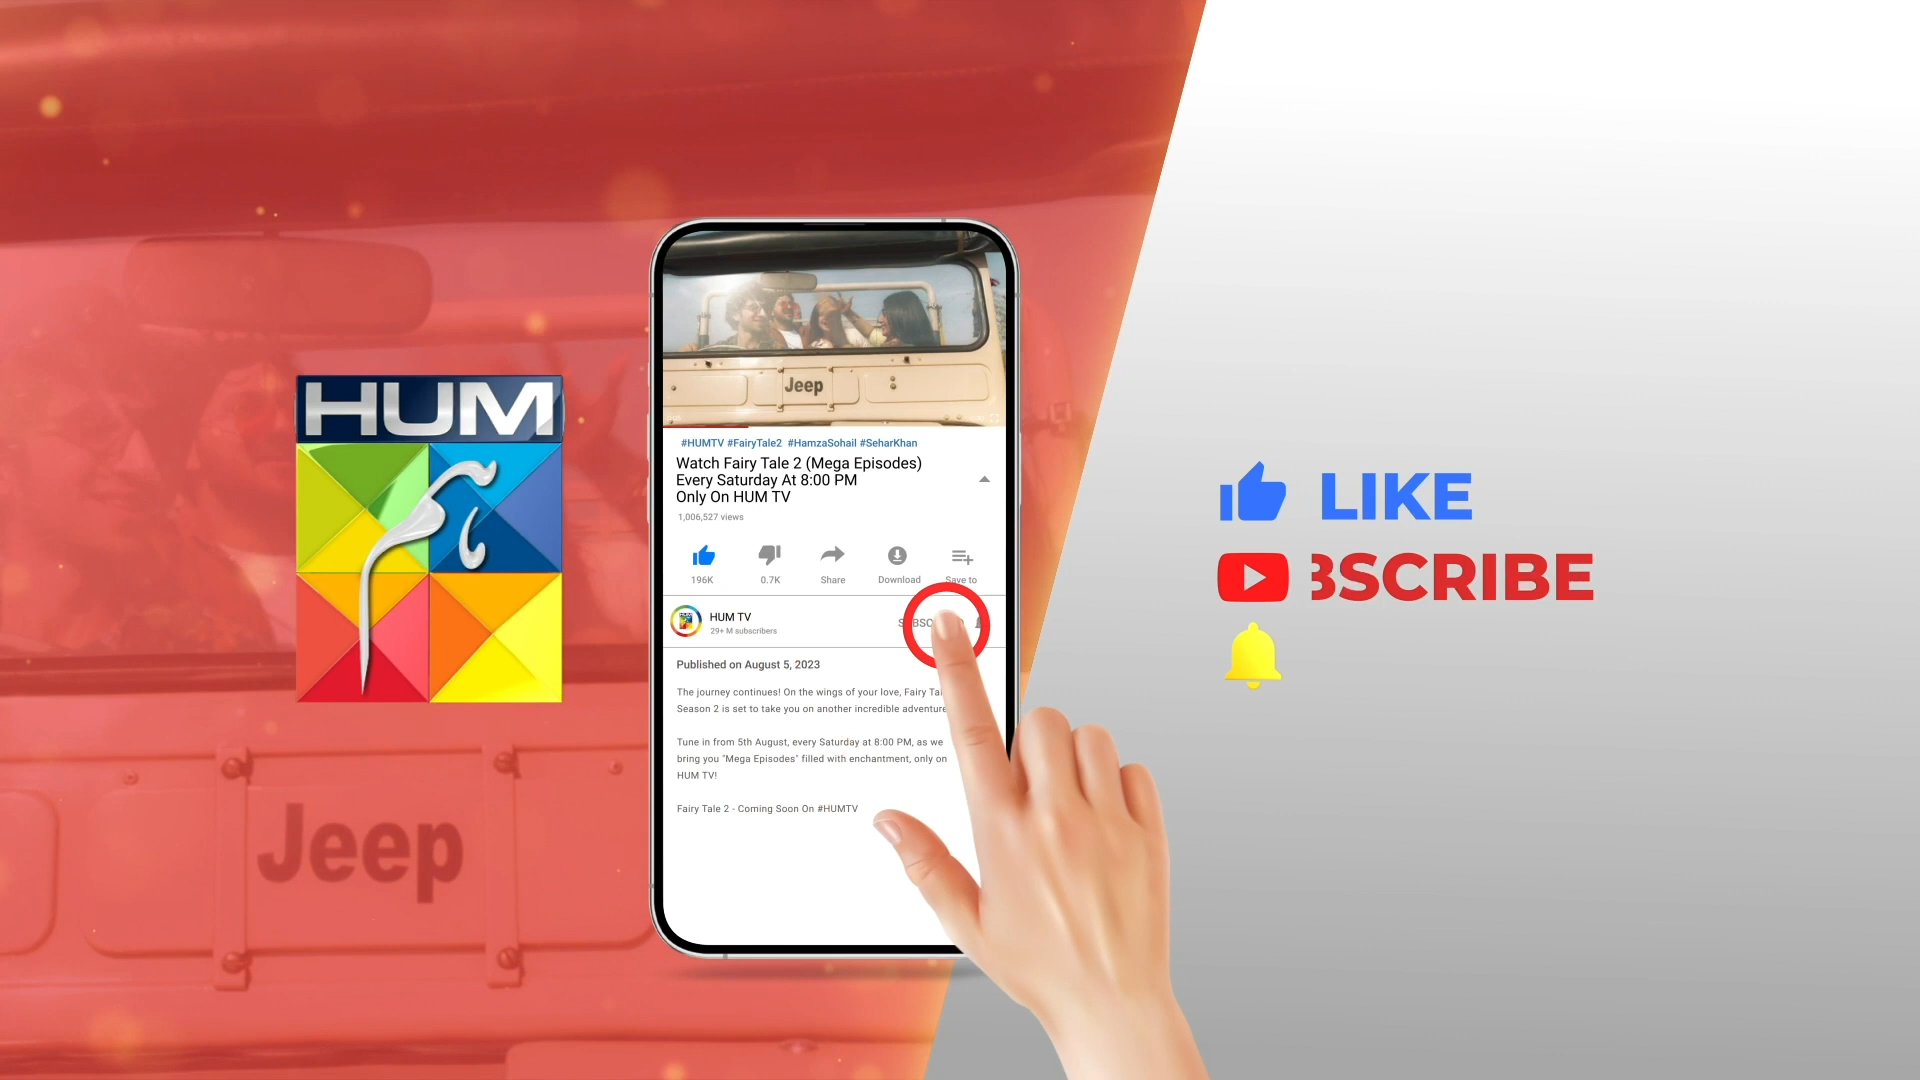 HUM
Jeep
Jeep
#HUMTV #FairyTale2 #HamzaSohail #SeharKhan
Watch Fairy Tale 2 (Mega Episodes)
Every Saturday At 8:00 PM
Only On HUM TV
1,006,527 views
196K
0.7K
Share
Download
Save to
HUM TV
29+ M subscribers
Published on August 5, 2023
The journey continues! On the wings of your love, Fairy
Season 2 is set to take you on another incredible adventure
Tune in from 5th August, every Saturday at 8:00 PM, as we
bring you "Mega Episodes" filled with enchantment, only on
HUM TV!
Fairy Tale 2 - Coming Soon On #HUMTV
LIKE
BSCRIBE